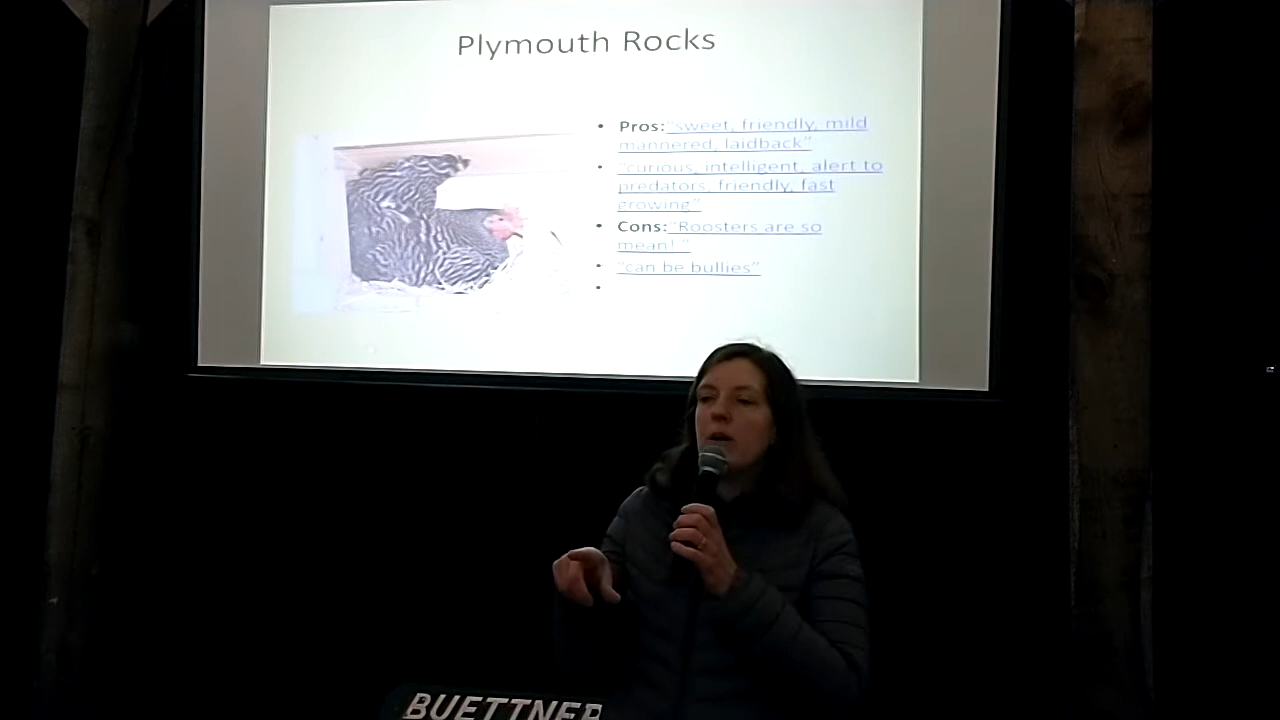 Plymouth Rocks
• Pros:"sweet, friendly, mild
mannered, laidback"
• "curious, intelligent, alert to
predators, friendly, fast
growing"
• Cons:"Roosters are so
mean! "
• "can be bullies"
•
BUETTNER